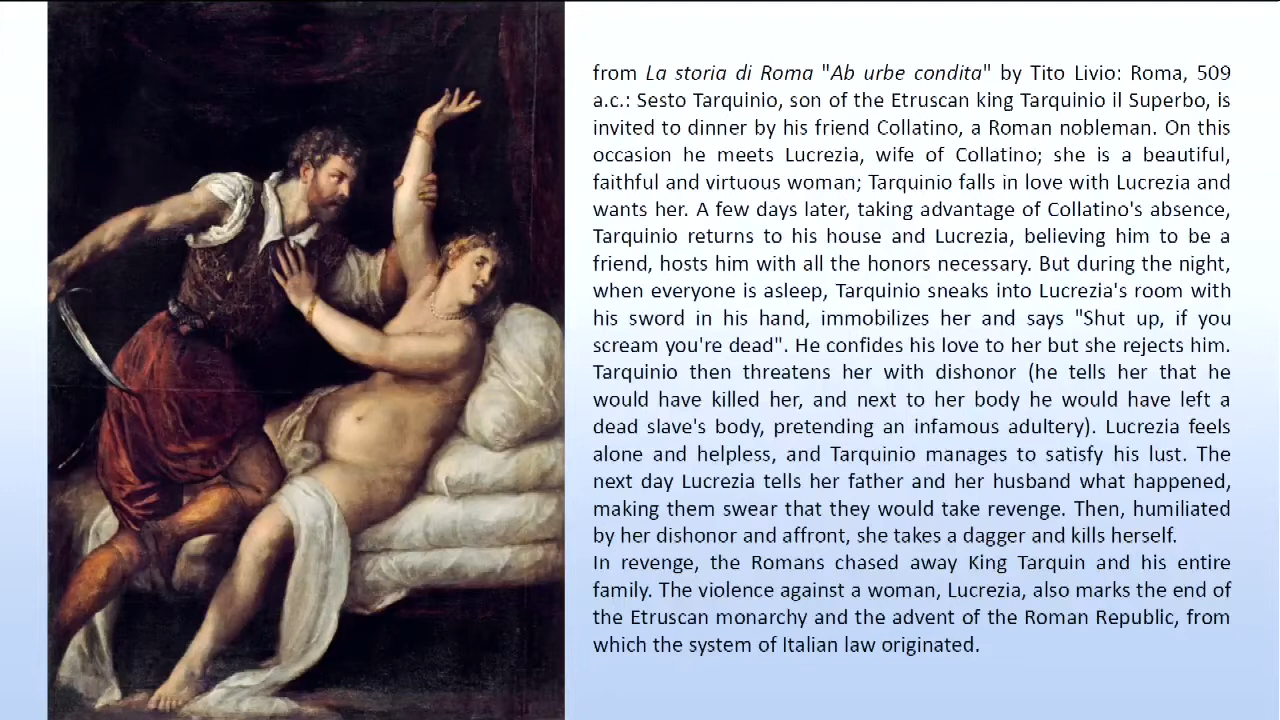 from La storia di Roma "Ab urbe condita" by Tito Livio: Roma, 509
a.c.: Sesto Tarquinio, son of the Etruscan king Tarquinio il Superbo, is
invited to dinner by his friend Collatino, a Roman nobleman. On this
occasion he meets Lucrezia, wife of Collatino; she is a beautiful,
faithful and virtuous woman; Tarquinio falls in love with Lucrezia and
wants her. A few days later, taking advantage of Collatino's absence,
Tarquinio returns to his house and Lucrezia, believing him to be a
friend, hosts him with all the honors necessary. But during the night,
when everyone is asleep, Tarquinio sneaks into Lucrezia's room with
his sword in his hand, immobilizes her and says "Shut up, if you
scream you're dead". He confides his love to her but she rejects him.
Tarquinio then threatens her with dishonor (he tells her that he
would have killed her, and next to her body he would have left a
dead slave's body, pretending an infamous adultery). Lucrezia feels
alone and helpless, and Tarquinio manages to satisfy his lust. The
next day Lucrezia tells her father and her husband what happened,
making them swear that they would take revenge. Then, humiliated
by her dishonor and affront, she takes a dagger and kills herself.
In revenge, the Romans chased away King Tarquin and his entire
family. The violence against a woman, Lucrezia, also marks the end of
the Etruscan monarchy and the advent of the Roman Republic, from
which the system of Italian law originated.